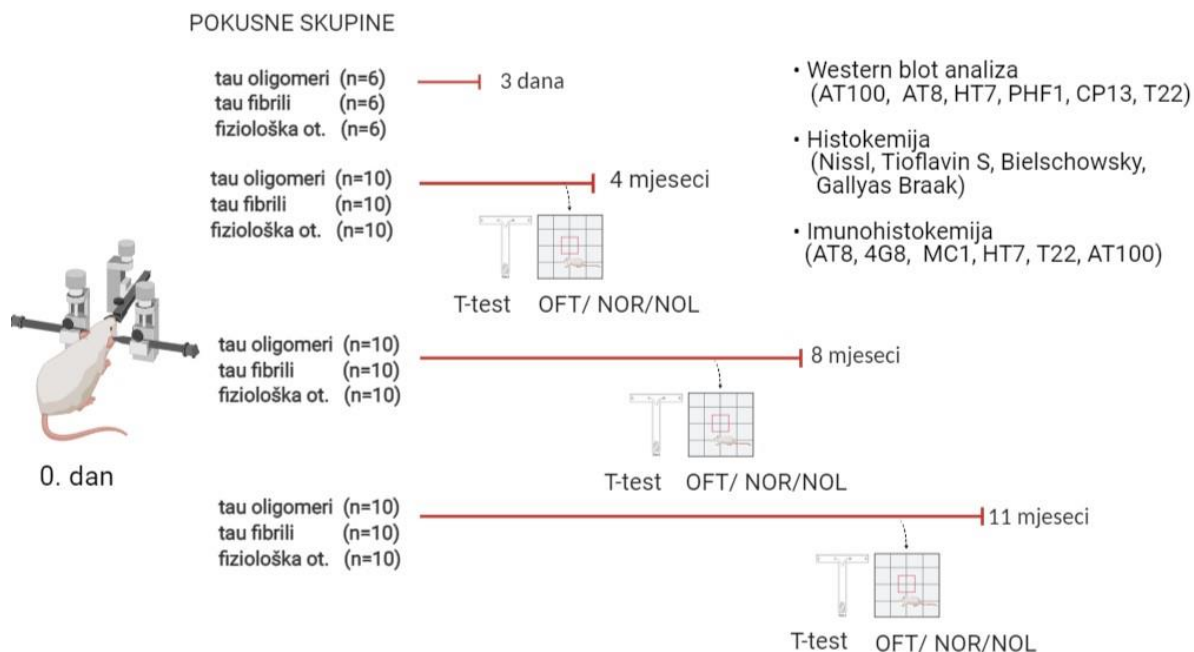 POKUSNE SKUPINE
tau oligomeri (n=6)
tau fibrili (n=6)
fiziološka ot. (n=6)
3 dana
tau oligomeri (n=10)
tau fibrili (n=10)
fiziološka ot. (n=10)
4 mjeseci
T-test OFT/ NOR/NOL
tau oligomeri (n=10)
tau fibrili (n=10)
fiziološka ot. (n=10)
8 mjeseci
T-test OFT/ NOR/NOL
tau oligomeri (n=10)
tau fibrili (n=10)
fiziološka ot. (n=10)
11 mjeseci
T-test OFT/ NOR/NOL
0. dan
• Western blot analiza
(AT100, AT8, HT7, PHF1, CP13, T22)
• Histokemija
(Nissl, Tioflavin S, Bielschowsky,
Gallyas Braak)
• Imunohistokemija
(AT8, 4G8, MC1, HT7, T22, AT100)